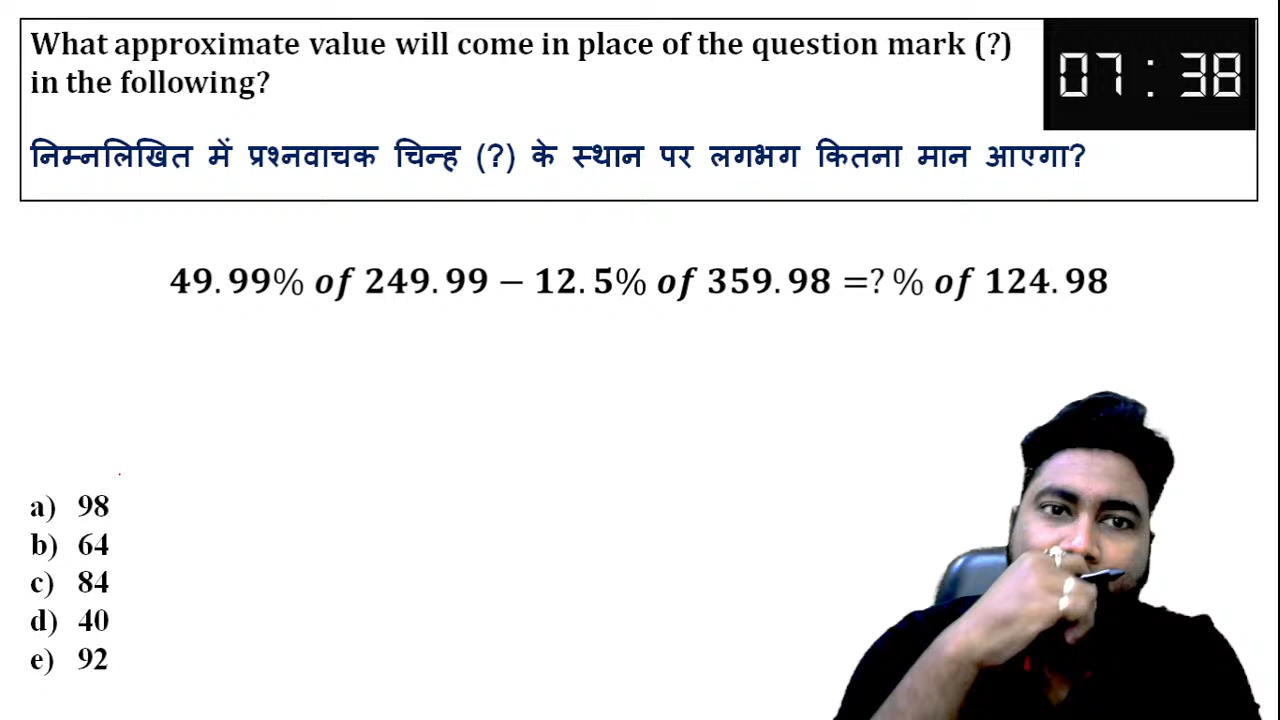 What approximate value will come in place of the question mark (?)
in the following?
07:38
निम्नलिखित में प्रश्नवाचक चिन्ह (?) के स्थान पर लगभग कितना मान आएगा?
49.99% of 249.99 − 12.5% of 359.98 =? % of 124.98
a) 98
b) 64
c) 84
d) 40
e) 92